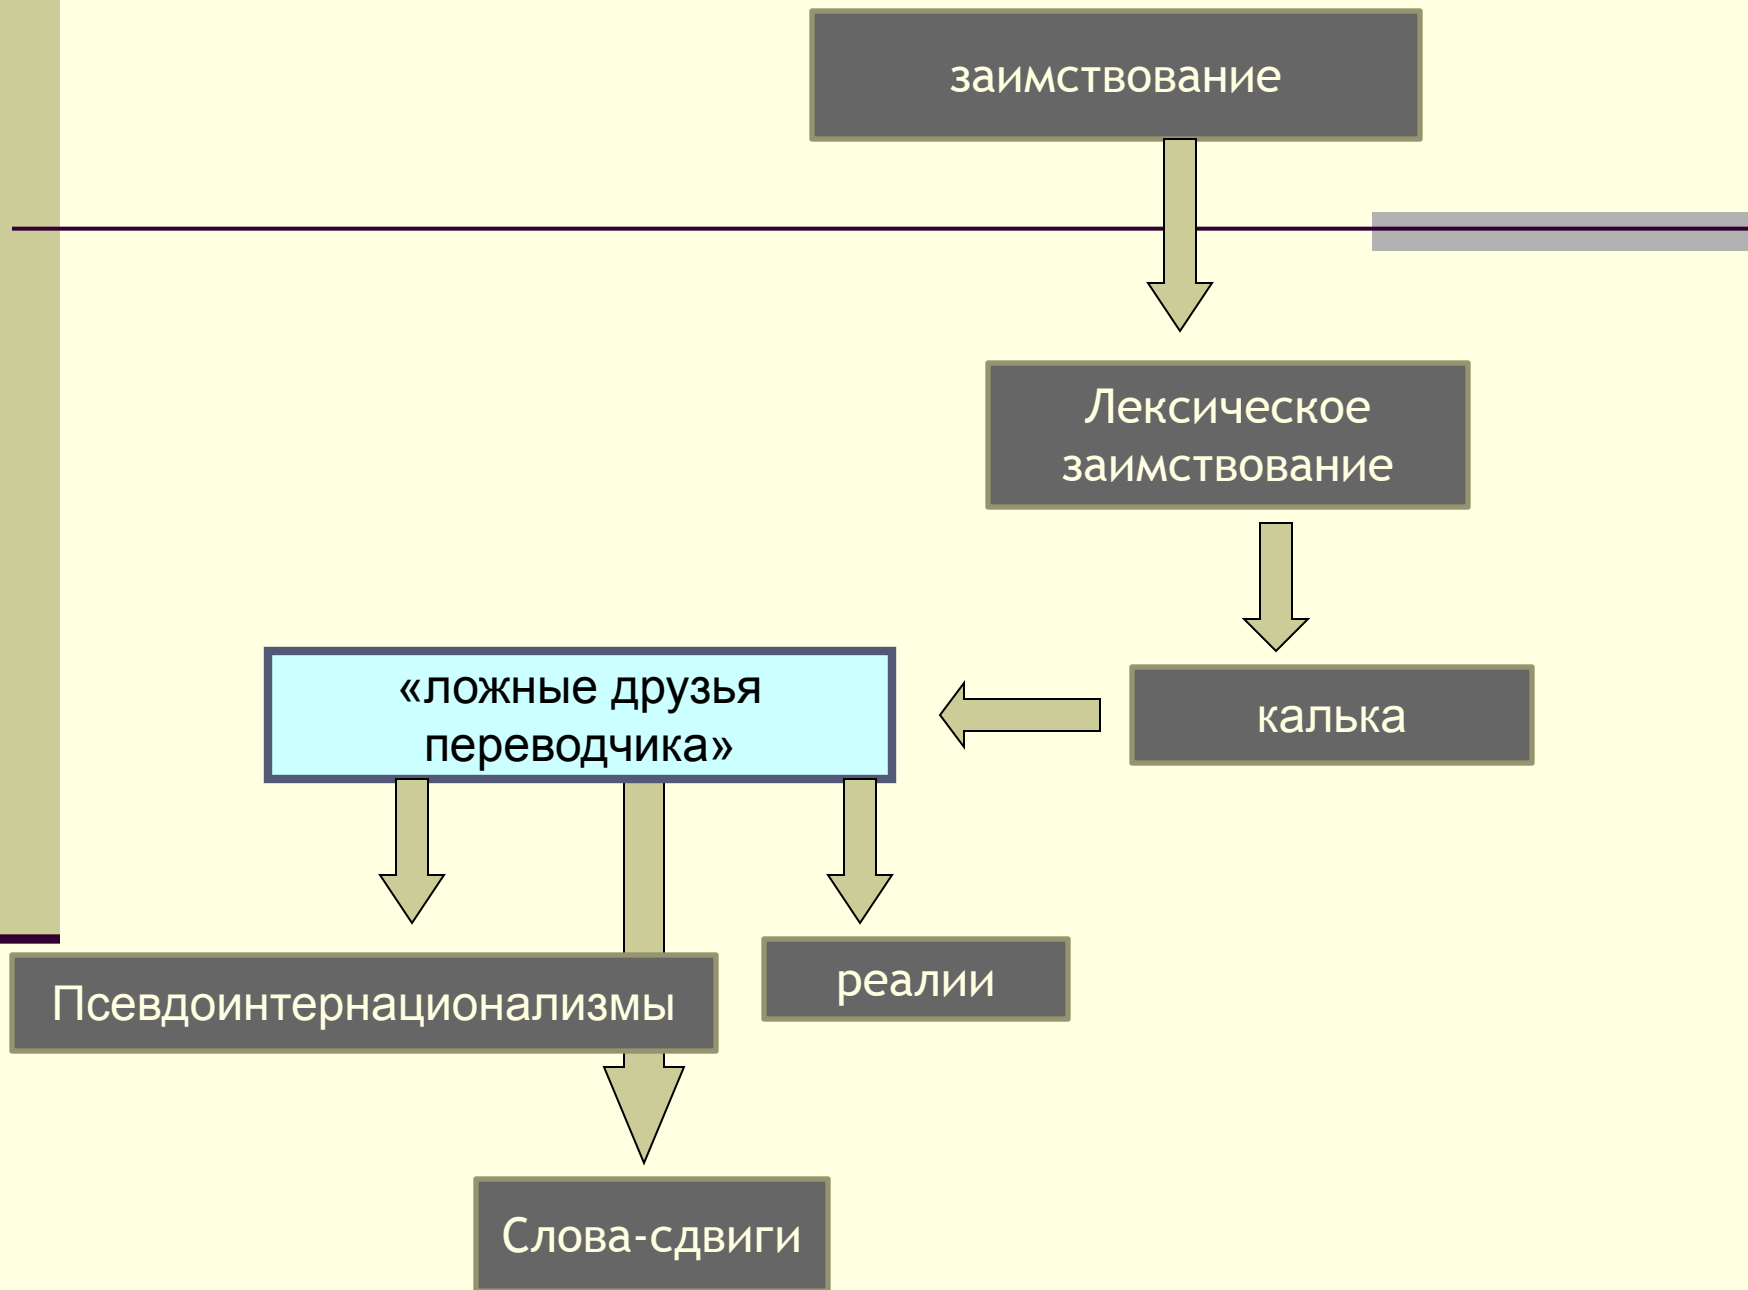 заимствование
Лексическое
заимствование
«ложные друзья
переводчика»
калька
Псевдоинтернационализмы
реалии
Слова-сдвиги